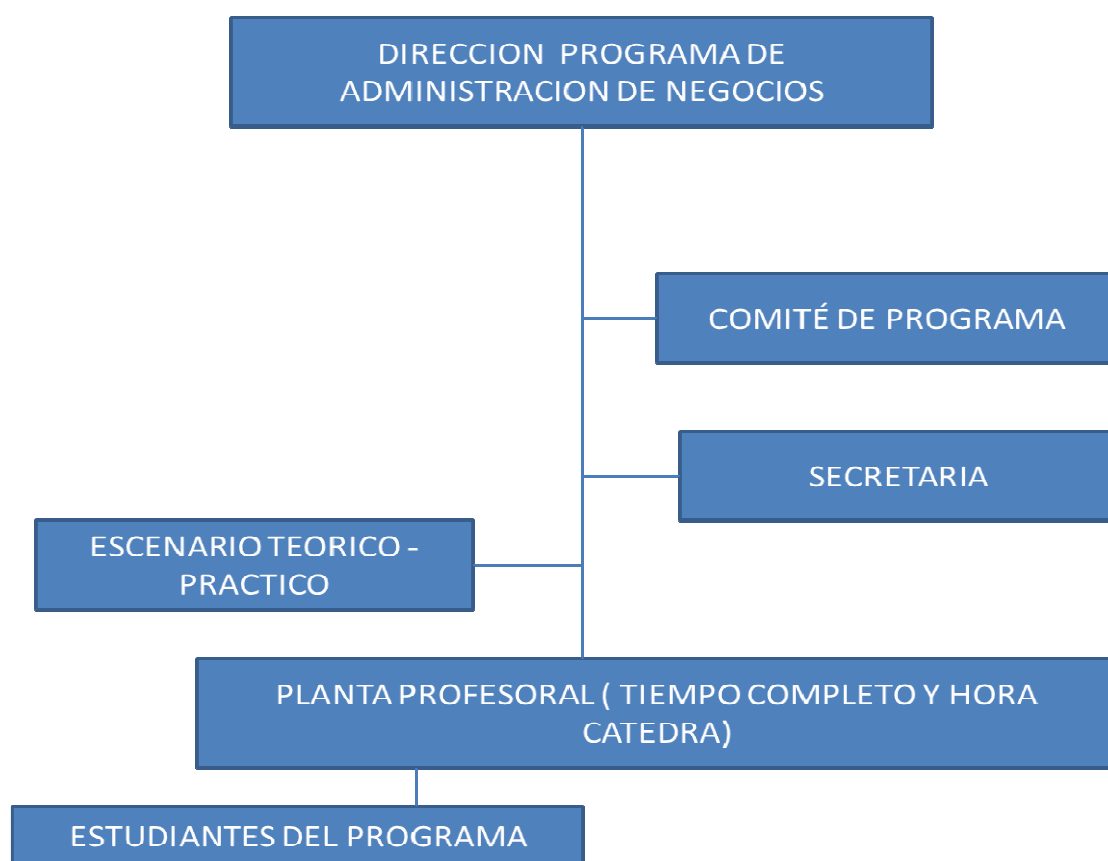 DIRECCION PROGRAMA DE
ADMINISTRACION DE NEGOCIOS
COMITÉ DE PROGRAMA
SECRETARIA
ESCENARIO TEORICO -
PRACTICO
PLANTA PROFESORAL ( TIEMPO COMPLETO Y HORA
CATEDRA)
ESTUDIANTES DEL PROGRAMA